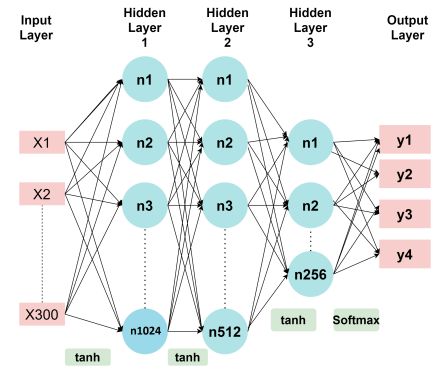 Input
Layer
Hidden
Layer
1
Hidden
Layer
2
Hidden
Layer
3
Output
Layer
X1
X2
X300
n1
n2
n3
n1024
n1
n2
n3
n512
n1
n2
n256
y1
y2
y3
y4
tanh
tanh
tanh
Softmax